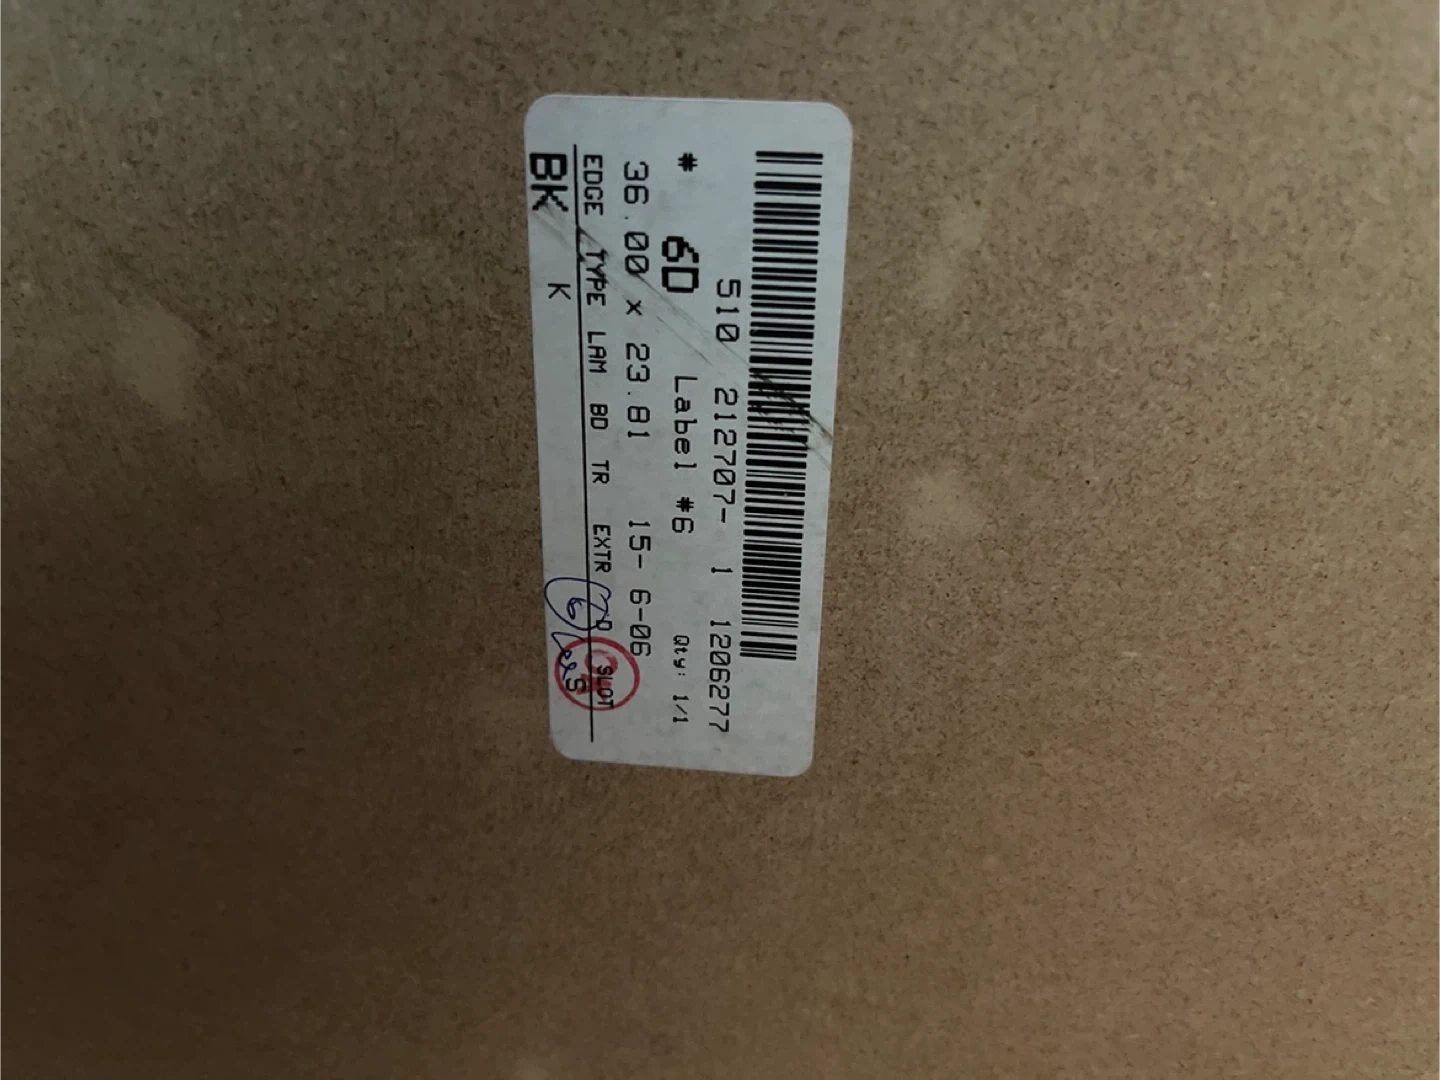 510 212707- 1 1206277
# 6D Label #6 Qty: 1/1
36.00 x 23.81 15- 6-06
EDGE TYPE LAM BD TR EXTR D SLOT
BK K S